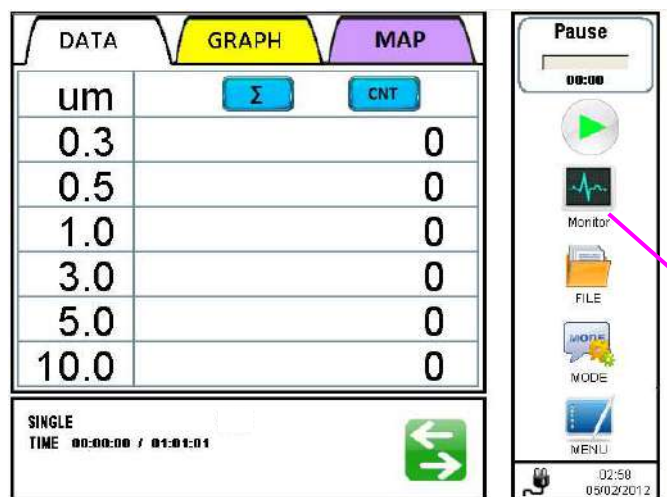 DATA GRAPH MAP
um Σ CNT
0.3 0
0.5 0
1.0 0
3.0 0
5.0 0
10.0 0
SINGLE
TIME 00:00:00 / 01:01:01
Pause
00:00
Monitor
FILE
MODE
MODE
MENU
02:58
05/02/2012